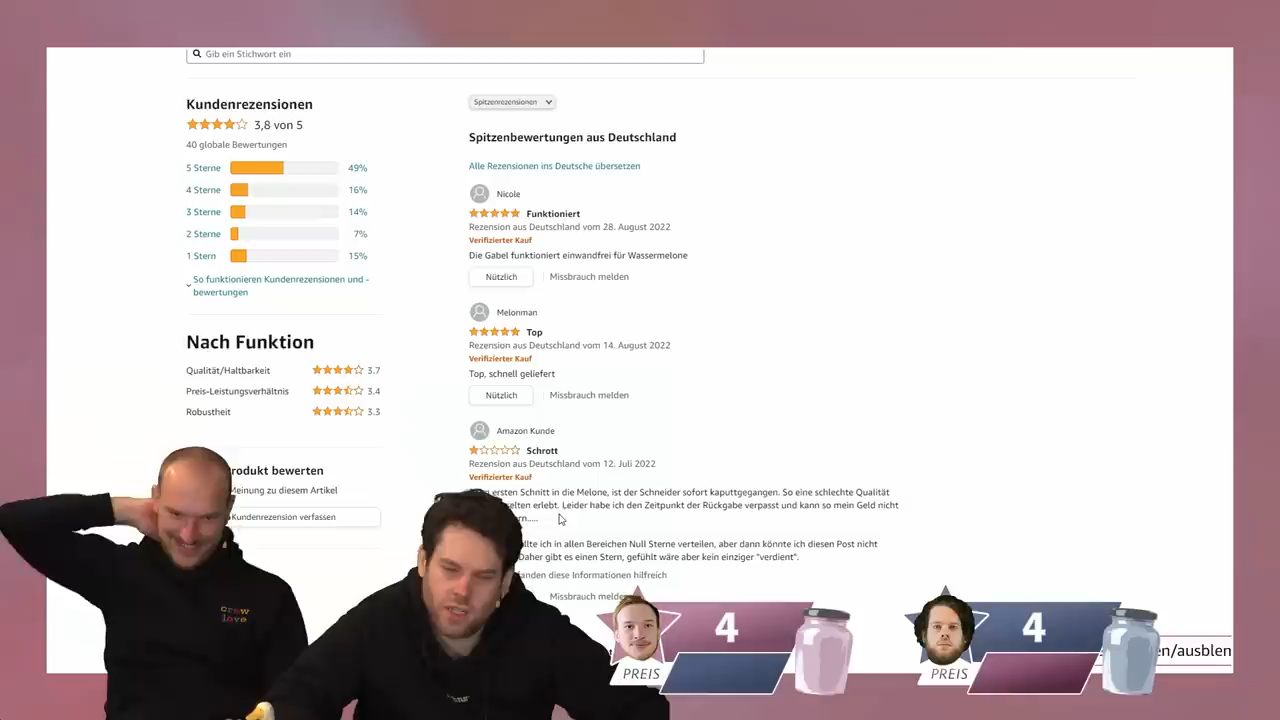 Gib ein Stichwort ein
Kundenrezensionen
3,8 von 5
40 globale Bewertungen
5 Sterne 49%
4 Sterne 16%
3 Sterne 14%
2 Sterne 7%
1 Stern 15%
So funktionieren Kundenrezensionen und -
bewertungen
Nach Funktion
Qualität/Haltbarkeit 3.7
Preis-Leistungsverhältnis 3.4
Robustheit 3.3
rodukt bewerten
Meinung zu diesem Artikel
Kundenrezension verfassen
Spitzenrezensionen
Spitzenbewertungen aus Deutschland
Alle Rezensionen ins Deutsche übersetzen
Nicole
Funktioniert
Rezension aus Deutschland vom 28. August 2022
Verifizierter Kauf
Die Gabel funktioniert einwandfrei für Wassermelone
Nützlich Missbrauch melden
Melonman
Top
Rezension aus Deutschland vom 14. August 2022
Verifizierter Kauf
Top, schnell geliefert
Nützlich Missbrauch melden
Amazon Kunde
Schrott
Rezension aus Deutschland vom 12. Juli 2022
Verifizierter Kauf
ersten Schnitt in die Melone, ist der Schneider sofort kaputtgegangen. So eine schlechte Qualität
selten erlebt. Leider habe ich den Zeitpunkt der Rückgabe verpasst und kann so mein Geld nicht
rn.....
llte ich in allen Bereichen Null Sterne verteilen, aber dann könnte ich diesen Post nicht
Daher gibt es einen Stern, gefühlt wäre aber kein einziger "verdient".
fanden diese Informationen hilfreich
Missbrauch melde
crew
love
4
PREIS
4
PREIS
en/ausblen